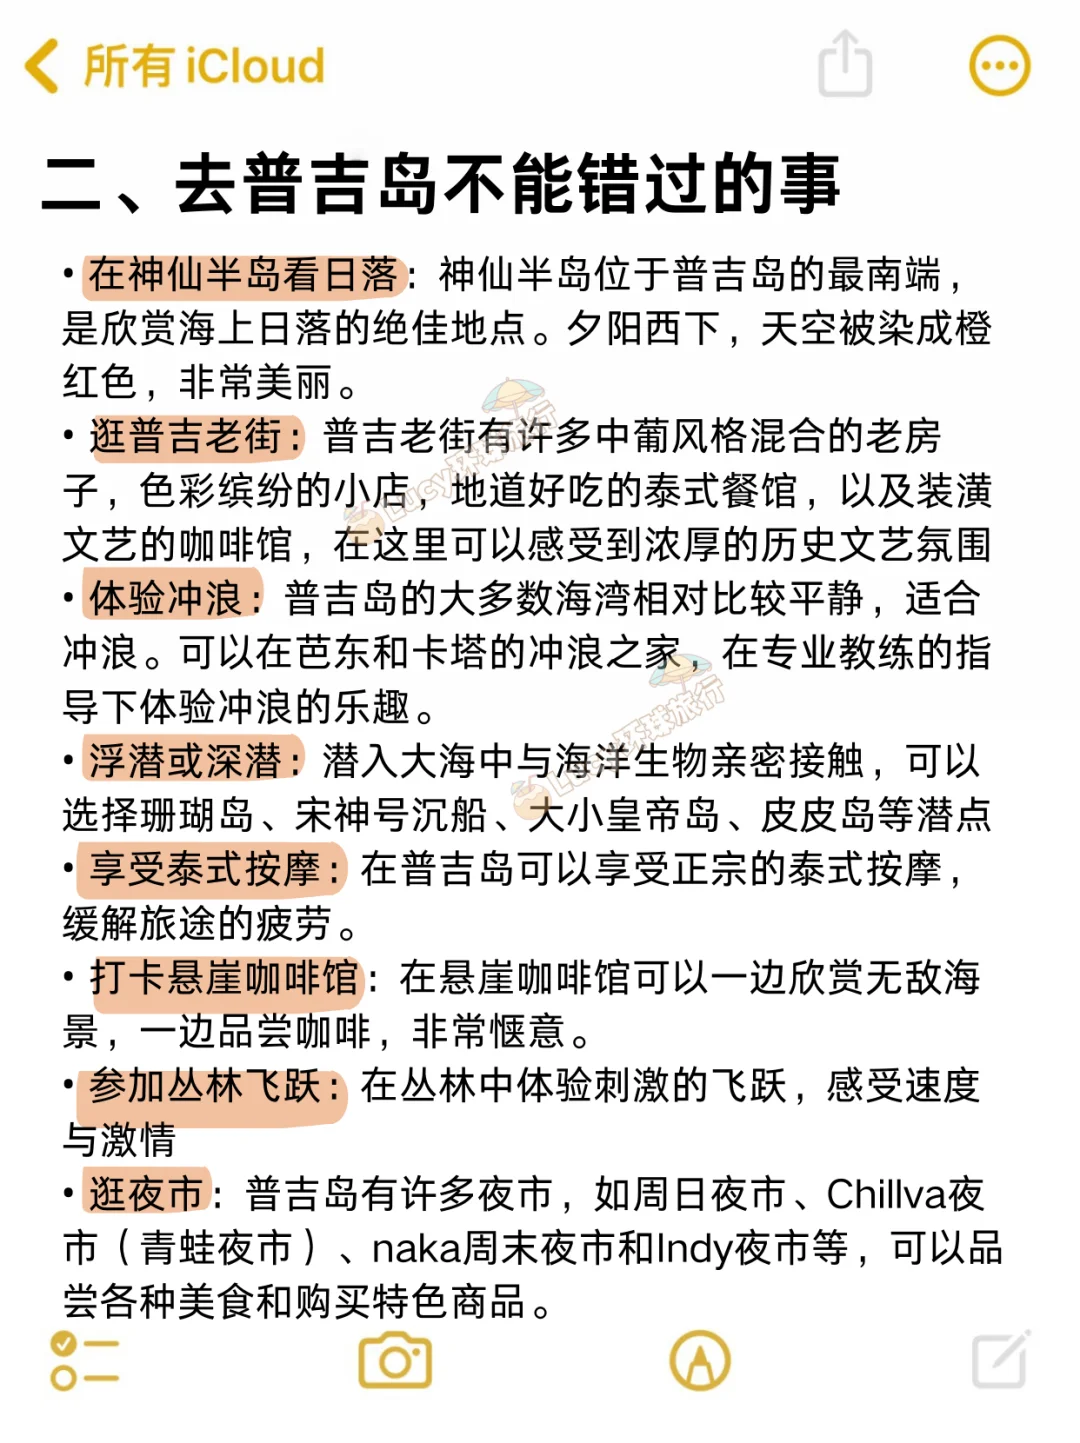 所有 iCloud
二、去普吉岛不能错过的事
• 在神仙半岛看日落：神仙半岛位于普吉岛的最南端，
是欣赏海上日落的绝佳地点。夕阳西下，天空被染成橙
红色，非常美丽。
• 逛普吉老街：普吉老街有许多中葡风格混合的老房
子，色彩缤纷的小店，地道好吃的泰式餐馆，以及装潢
文艺的咖啡馆，在这里可以感受到浓厚的历史文艺氛围
Lucy环球旅行
• 体验冲浪：普吉岛的大多数海湾相对比较平静，适合
冲浪。可以在芭东和卡塔的冲浪之家，在专业教练的指
导下体验冲浪的乐趣。
• 浮潜或深潜：潜入大海中与海洋生物亲密接触，可以
选择珊瑚岛、宋神号沉船、大小皇帝岛、皮皮岛等潜点
Lucy环球旅行
• 享受泰式按摩：在普吉岛可以享受正宗的泰式按摩，
缓解旅途的疲劳。
• 打卡悬崖咖啡馆：在悬崖咖啡馆可以一边欣赏无敌海
景，一边品尝咖啡，非常惬意。
• 参加丛林飞跃：在丛林中体验刺激的飞跃，感受速度
与激情
• 逛夜市：普吉岛有许多夜市，如周日夜市、Chillva夜
市（青蛙夜市）、naka周末夜市和Indy夜市等，可以品
尝各种美食和购买特色商品。